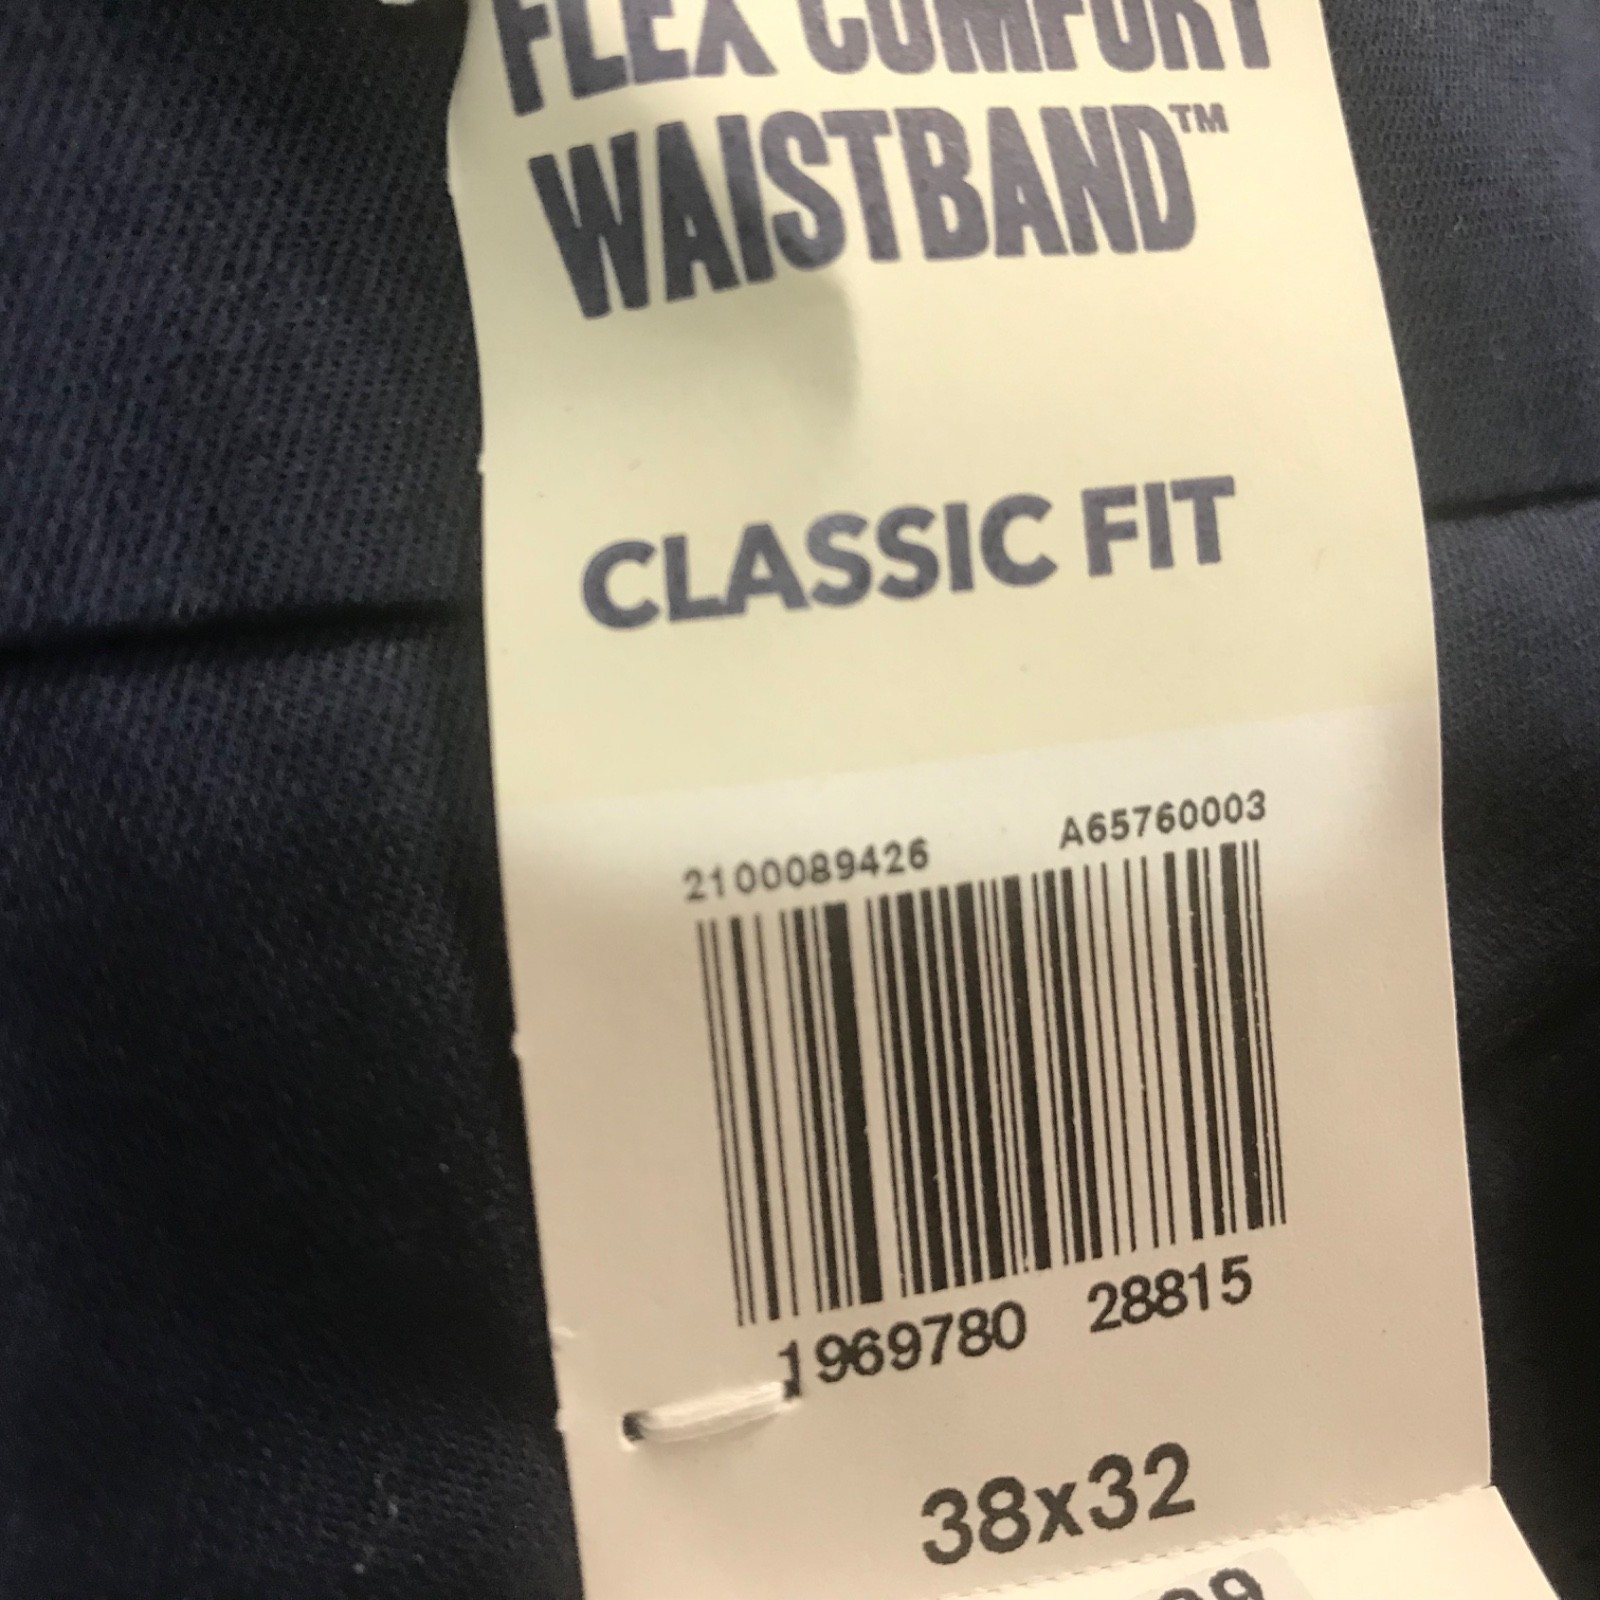 FLEX COMFORT
WAISTBAND™
CLASSIC FIT
2100089426 A65760003
1969780 28815
38x32